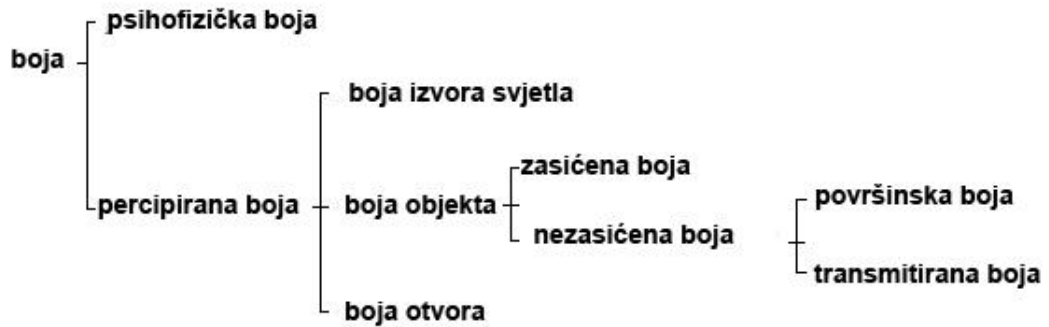 psihofizička boja
boja
boja izvora svjetla
zasićena boja
površinska boja
percipirana boja
boja objekta
nezasićena boja
transmitirana boja
boja otvora